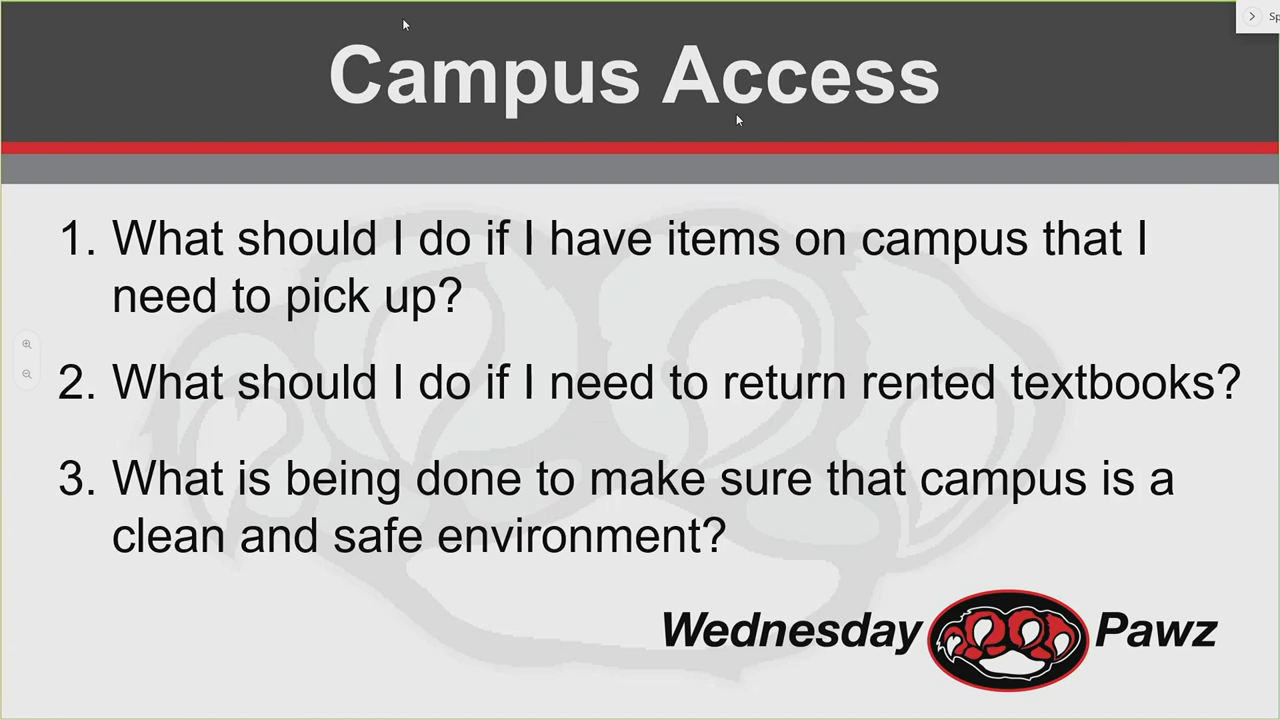 Sp
Campus Access
1. What should I do if I have items on campus that I
need to pick up?
2. What should I do if I need to return rented textbooks?
3. What is being done to make sure that campus is a
clean and safe environment?
Wednesday Pawz